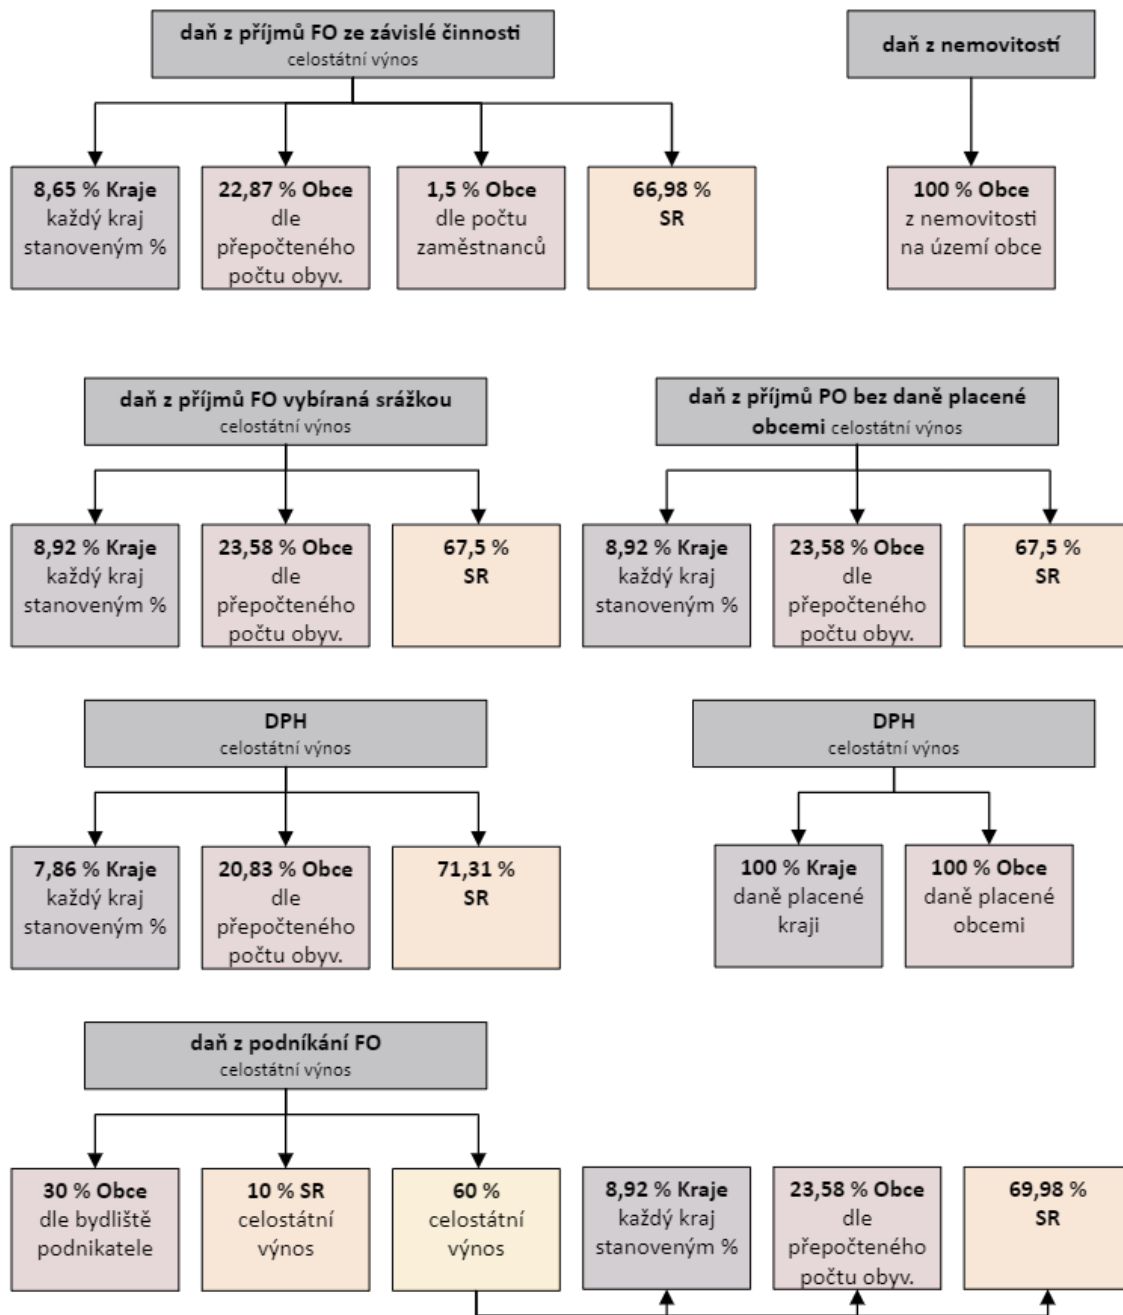 daň z příjmů FO ze závislé činnosti
celostátní výnos
daň z nemovitostí
8,65 % Kraje
každý kraj
stanoveným %
22,87 % Obce
dle
přepočteného
počtu obyv.
1,5 % Obce
dle počtu
zaměstnanců
66,98 %
SR
100 % Obce
z nemovitostí
na území obce
daň z příjmů FO vybíraná srážkou
celostátní výnos
daň z příjmů PO bez daně placené
obcemi celostátní výnos
8,92 % Kraje
každý kraj
stanoveným %
23,58 % Obce
dle
přepočteného
počtu obyv.
67,5 %
SR
8,92 % Kraje
každý kraj
stanoveným %
23,58 % Obce
dle
přepočteného
počtu obyv.
67,5 %
SR
DPH
celostátní výnos
DPH
celostátní výnos
7,86 % Kraje
každý kraj
stanoveným %
20,83 % Obce
dle
přepočteného
počtu obyv.
71,31 %
SR
100 % Kraje
daně placené
kraji
100 % Obce
daně placené
obcemi
daň z podníkání FO
celostátní výnos
30 % Obce
dle bydliště
podnikatele
10 % SR
celostátní
výnos
60 %
celostátní
výnos
8,92 % Kraje
každý kraj
stanoveným %
23,58 % Obce
dle
přepočteného
počtu obyv.
69,98 %
SR